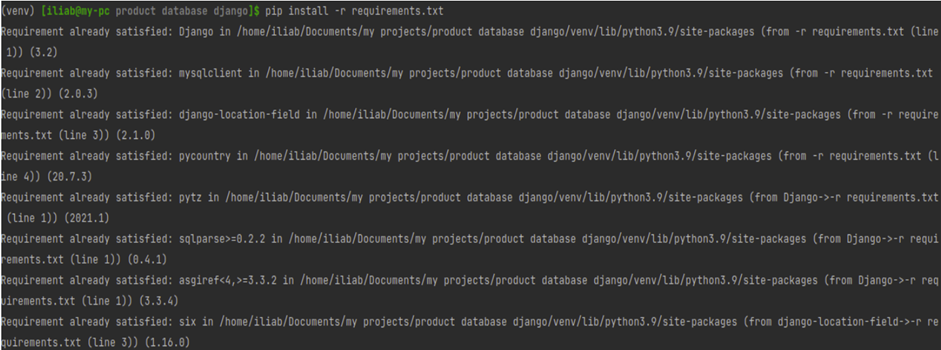 (venv) [iliab@my-pc product database django]$ pip install -r requirements.txt
Requirement already satisfied: Django in /home/iliab/Documents/my projects/product database django/venv/lib/python3.9/site-packages (from -r requirements.txt (line
 1)) (3.2)
Requirement already satisfied: mysqlclient in /home/iliab/Documents/my projects/product database django/venv/lib/python3.9/site-packages (from -r requirements.txt
(line 2)) (2.0.3)
Requirement already satisfied: django-location-field in /home/iliab/Documents/my projects/product database django/venv/lib/python3.9/site-packages (from -r require
ments.txt (line 3)) (2.1.0)
Requirement already satisfied: pycountry in /home/iliab/Documents/my projects/product database django/venv/lib/python3.9/site-packages (from -r requirements.txt (l
ine 4)) (20.7.3)
Requirement already satisfied: pytz in /home/iliab/Documents/my projects/product database django/venv/lib/python3.9/site-packages (from Django->-r requirements.txt
 (line 1)) (2021.1)
Requirement already satisfied: sqlparse>=0.2.2 in /home/iliab/Documents/my projects/product database django/venv/lib/python3.9/site-packages (from Django->-r requi
rements.txt (line 1)) (0.4.1)
Requirement already satisfied: asgiref<4,>=3.3.2 in /home/iliab/Documents/my projects/product database django/venv/lib/python3.9/site-packages (from Django->-r req
uirements.txt (line 1)) (3.3.4)
Requirement already satisfied: six in /home/iliab/Documents/my projects/product database django/venv/lib/python3.9/site-packages (from django-location-field->-r re
quirements.txt (line 3)) (1.16.0)